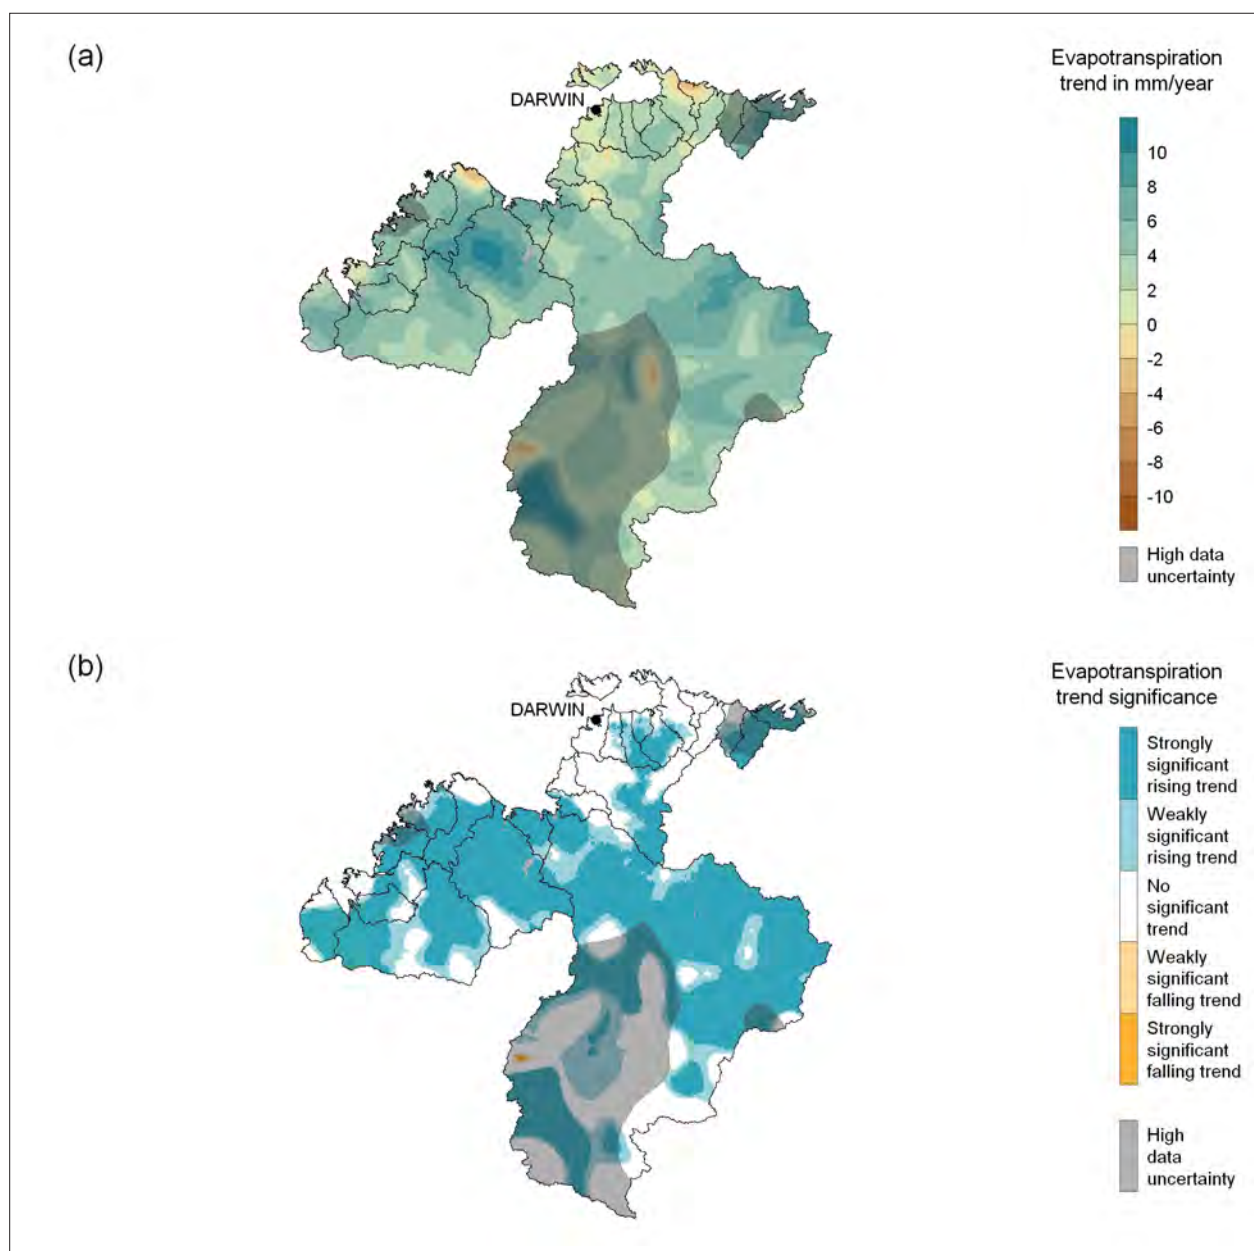 (a)
DARWIN
Evapotranspiration
trend in mm/year
10
8
6
4
2
0
-2
-4
-6
-8
-10
High data
uncertainty
(b)
DARWIN
Evapotranspiration
trend significance
Strongly
significant
rising trend
Weakly
significant
rising trend
No
significant
trend
Weakly
significant
falling trend
Strongly
significant
falling trend
High
data
uncertainty